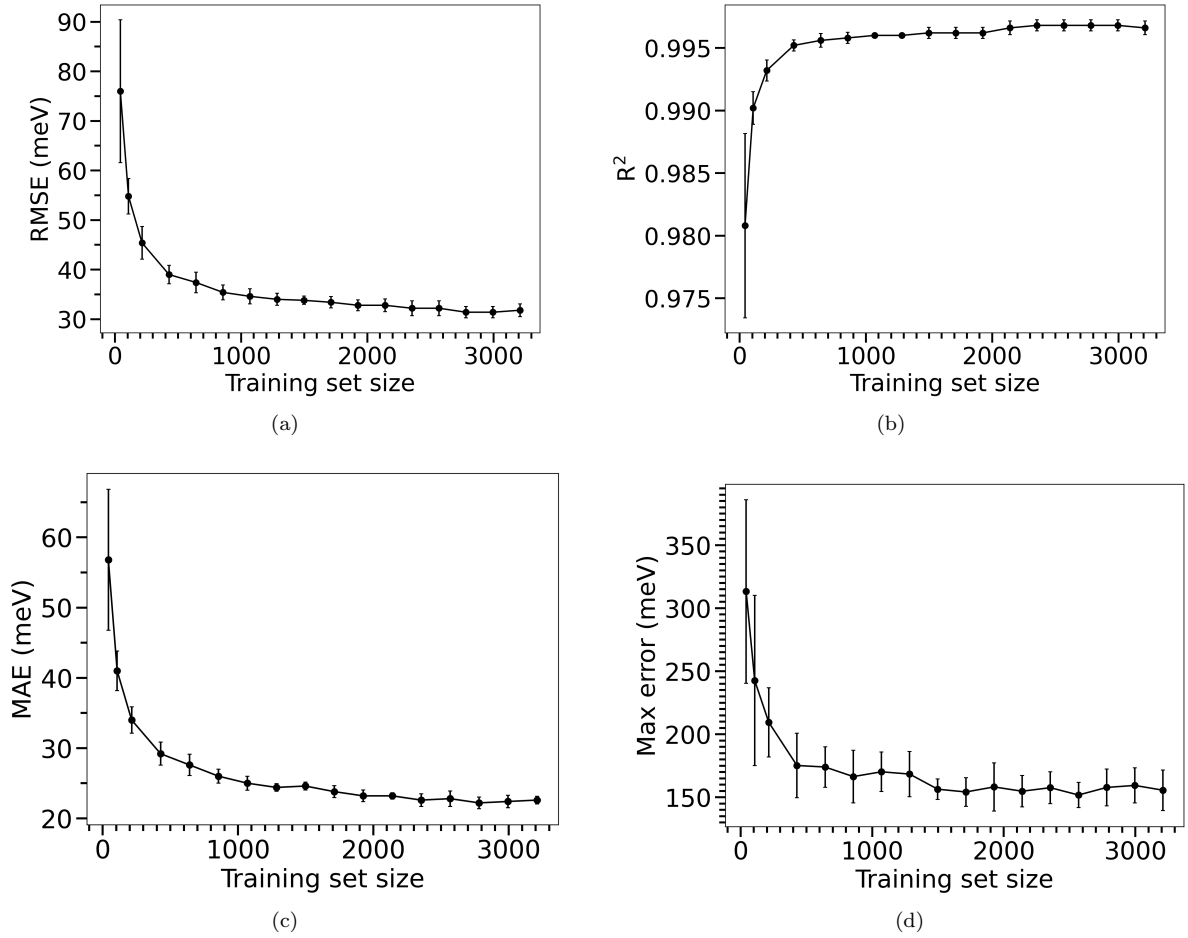 90
80
70
60
50
40
30
RMSE (meV)
0 1000 2000 3000
Training set size
(a)
0.995
0.990
0.985
0.980
0.975
R²
0 1000 2000 3000
Training set size
(b)
60
50
40
30
20
MAE (meV)
0 1000 2000 3000
Training set size
(c)
350
300
250
200
150
Max error (meV)
0 1000 2000 3000
Training set size
(d)